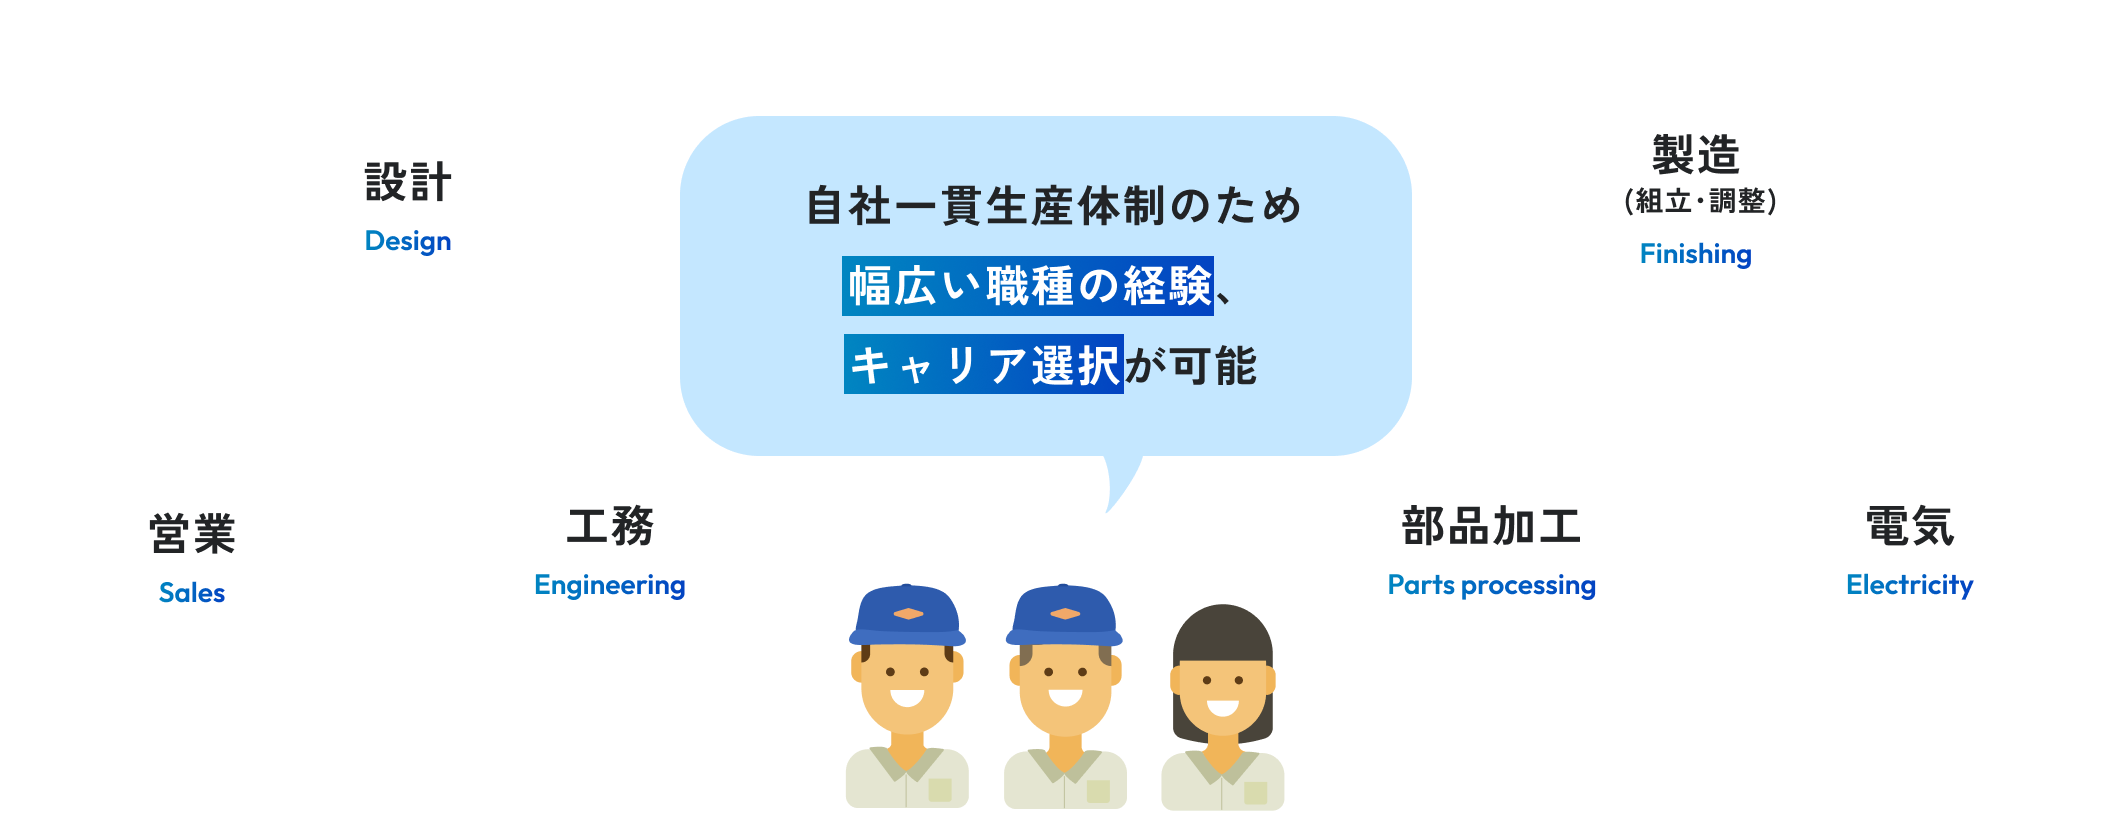 設計
Design
自社一貫生産体制のため
幅広い職種の経験、
キャリア選択が可能
製造
(組立・調整)
Finishing
営業
Sales
工務
Engineering
部品加工
Parts processing
電気
Electricity